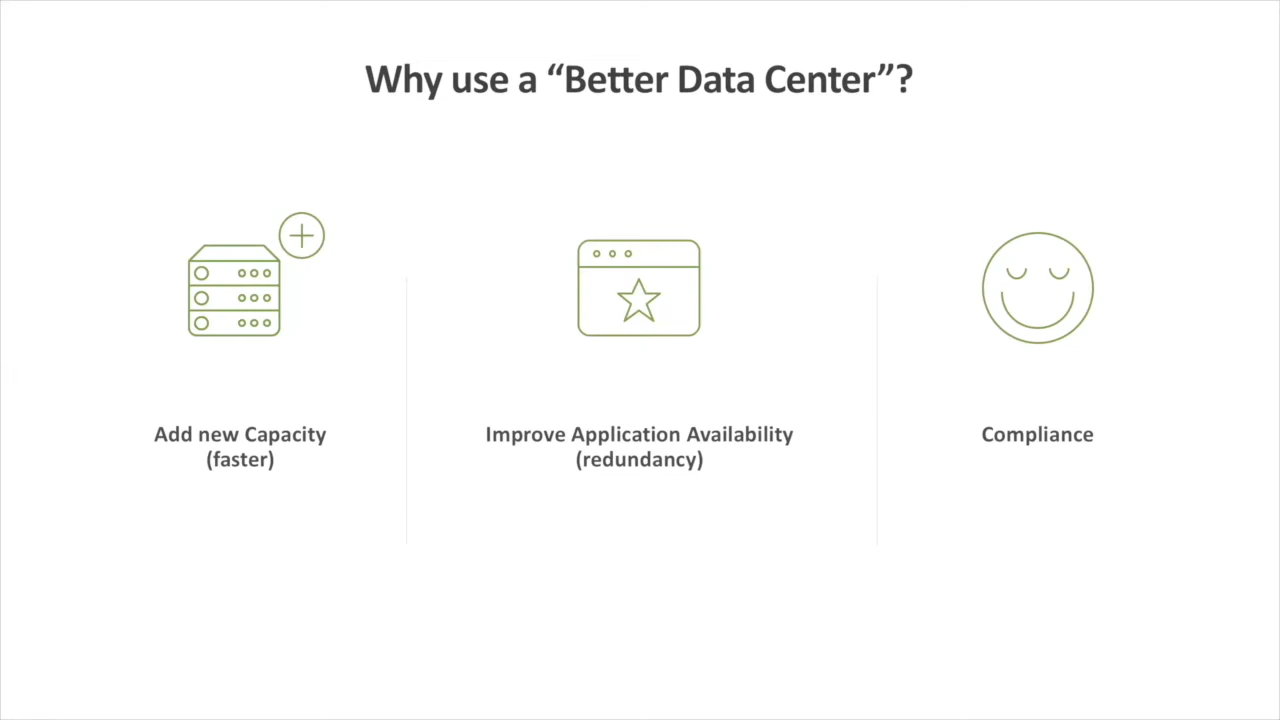 Why use a “Better Data Center”?
Add new Capacity
(faster)
Improve Application Availability
(redundancy)
Compliance